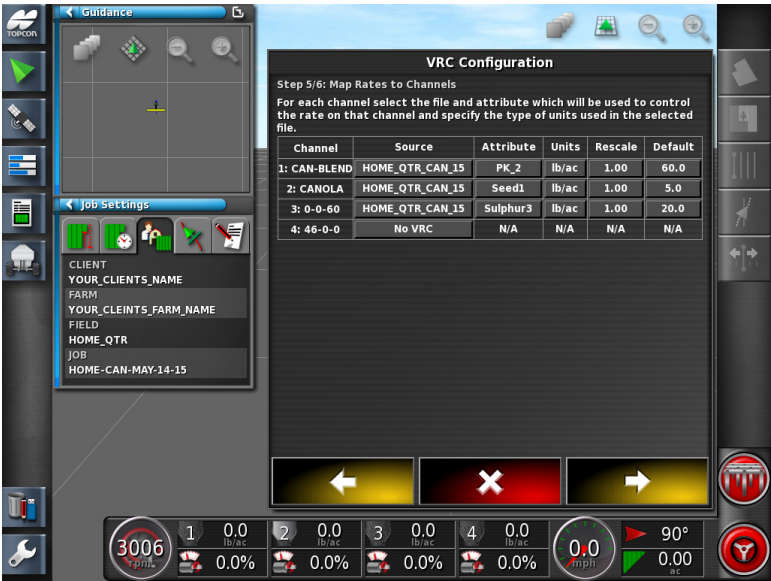 TOPCON
Guidance
VRC Configuration
Step 5/6: Map Rates to Channels
For each channel select the file and attribute which will be used to control
the rate on that channel and specify the type of units used in the selected
file.
Channel Source Attribute Units Rescale Default
1: CAN-BLEND HOME_QTR_CAN_15 PK_2 lb/ac 1.00 60.0
2: CANOLA HOME_QTR_CAN_15 Seed1 lb/ac 1.00 5.0
3: 0-0-60 HOME_QTR_CAN_15 Sulphur3 lb/ac 1.00 20.0
4: 46-0-0 No VRC N/A N/A N/A N/A
Job Settings
CLIENT
YOUR_CLIENTS_NAME
FARM
YOUR_CLEINTS_FARM_NAME
FIELD
HOME_QTR
JOB
HOME-CAN-MAY-14-15
3006
rpm
1 0.0 lb/ac 0.0%
2 0.0 lb/ac 0.0%
3 0.0 lb/ac 0.0%
4 0.0 lb/ac 0.0%
0.0
mph
90°
0.00
ac